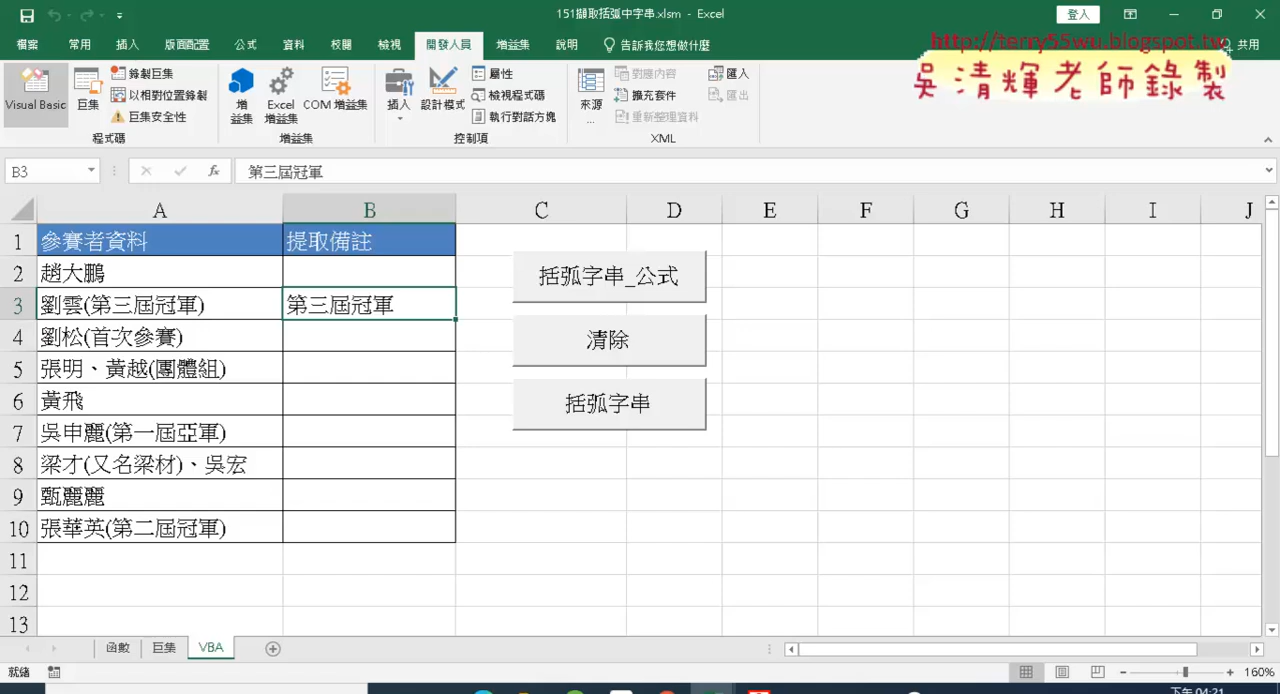 151擷取括弧中字串.xlsm - Excel
登入
檔案 常用 插入 版面配置 公式 資料 校閱 檢視 開發人員 增益集 說明 告訴我您想做什麼 共用
http://terry55wu.blogspot.tw
吳清輝老師錄製
Visual Basic
巨集
錄製巨集
以相對位置錄製
巨集安全性
程式碼
增益集
Excel 增益集
COM 增益集
增益集
插入
設計模式
屬性
檢視程式碼
執行對話方塊
控制項
來源
...
對應內容
擴充套件
重新整理資料
匯入
匯出
XML
B3 fx 第三屆冠軍
A B C D E F G H I J
1 參賽者資料 提取備註
2 趙大鵬
3 劉雲(第三屆冠軍) 第三屆冠軍
4 劉松(首次參賽)
5 張明、黃越(團體組)
6 黃飛
7 吳申麗(第一屆亞軍)
8 梁才(又名梁材)、吳宏
9 甄麗麗
10 張華英(第二屆冠軍)
11
12
13
括弧字串_公式
清除
括弧字串
函數 巨集 VBA
就緒
160%
下午 04:21